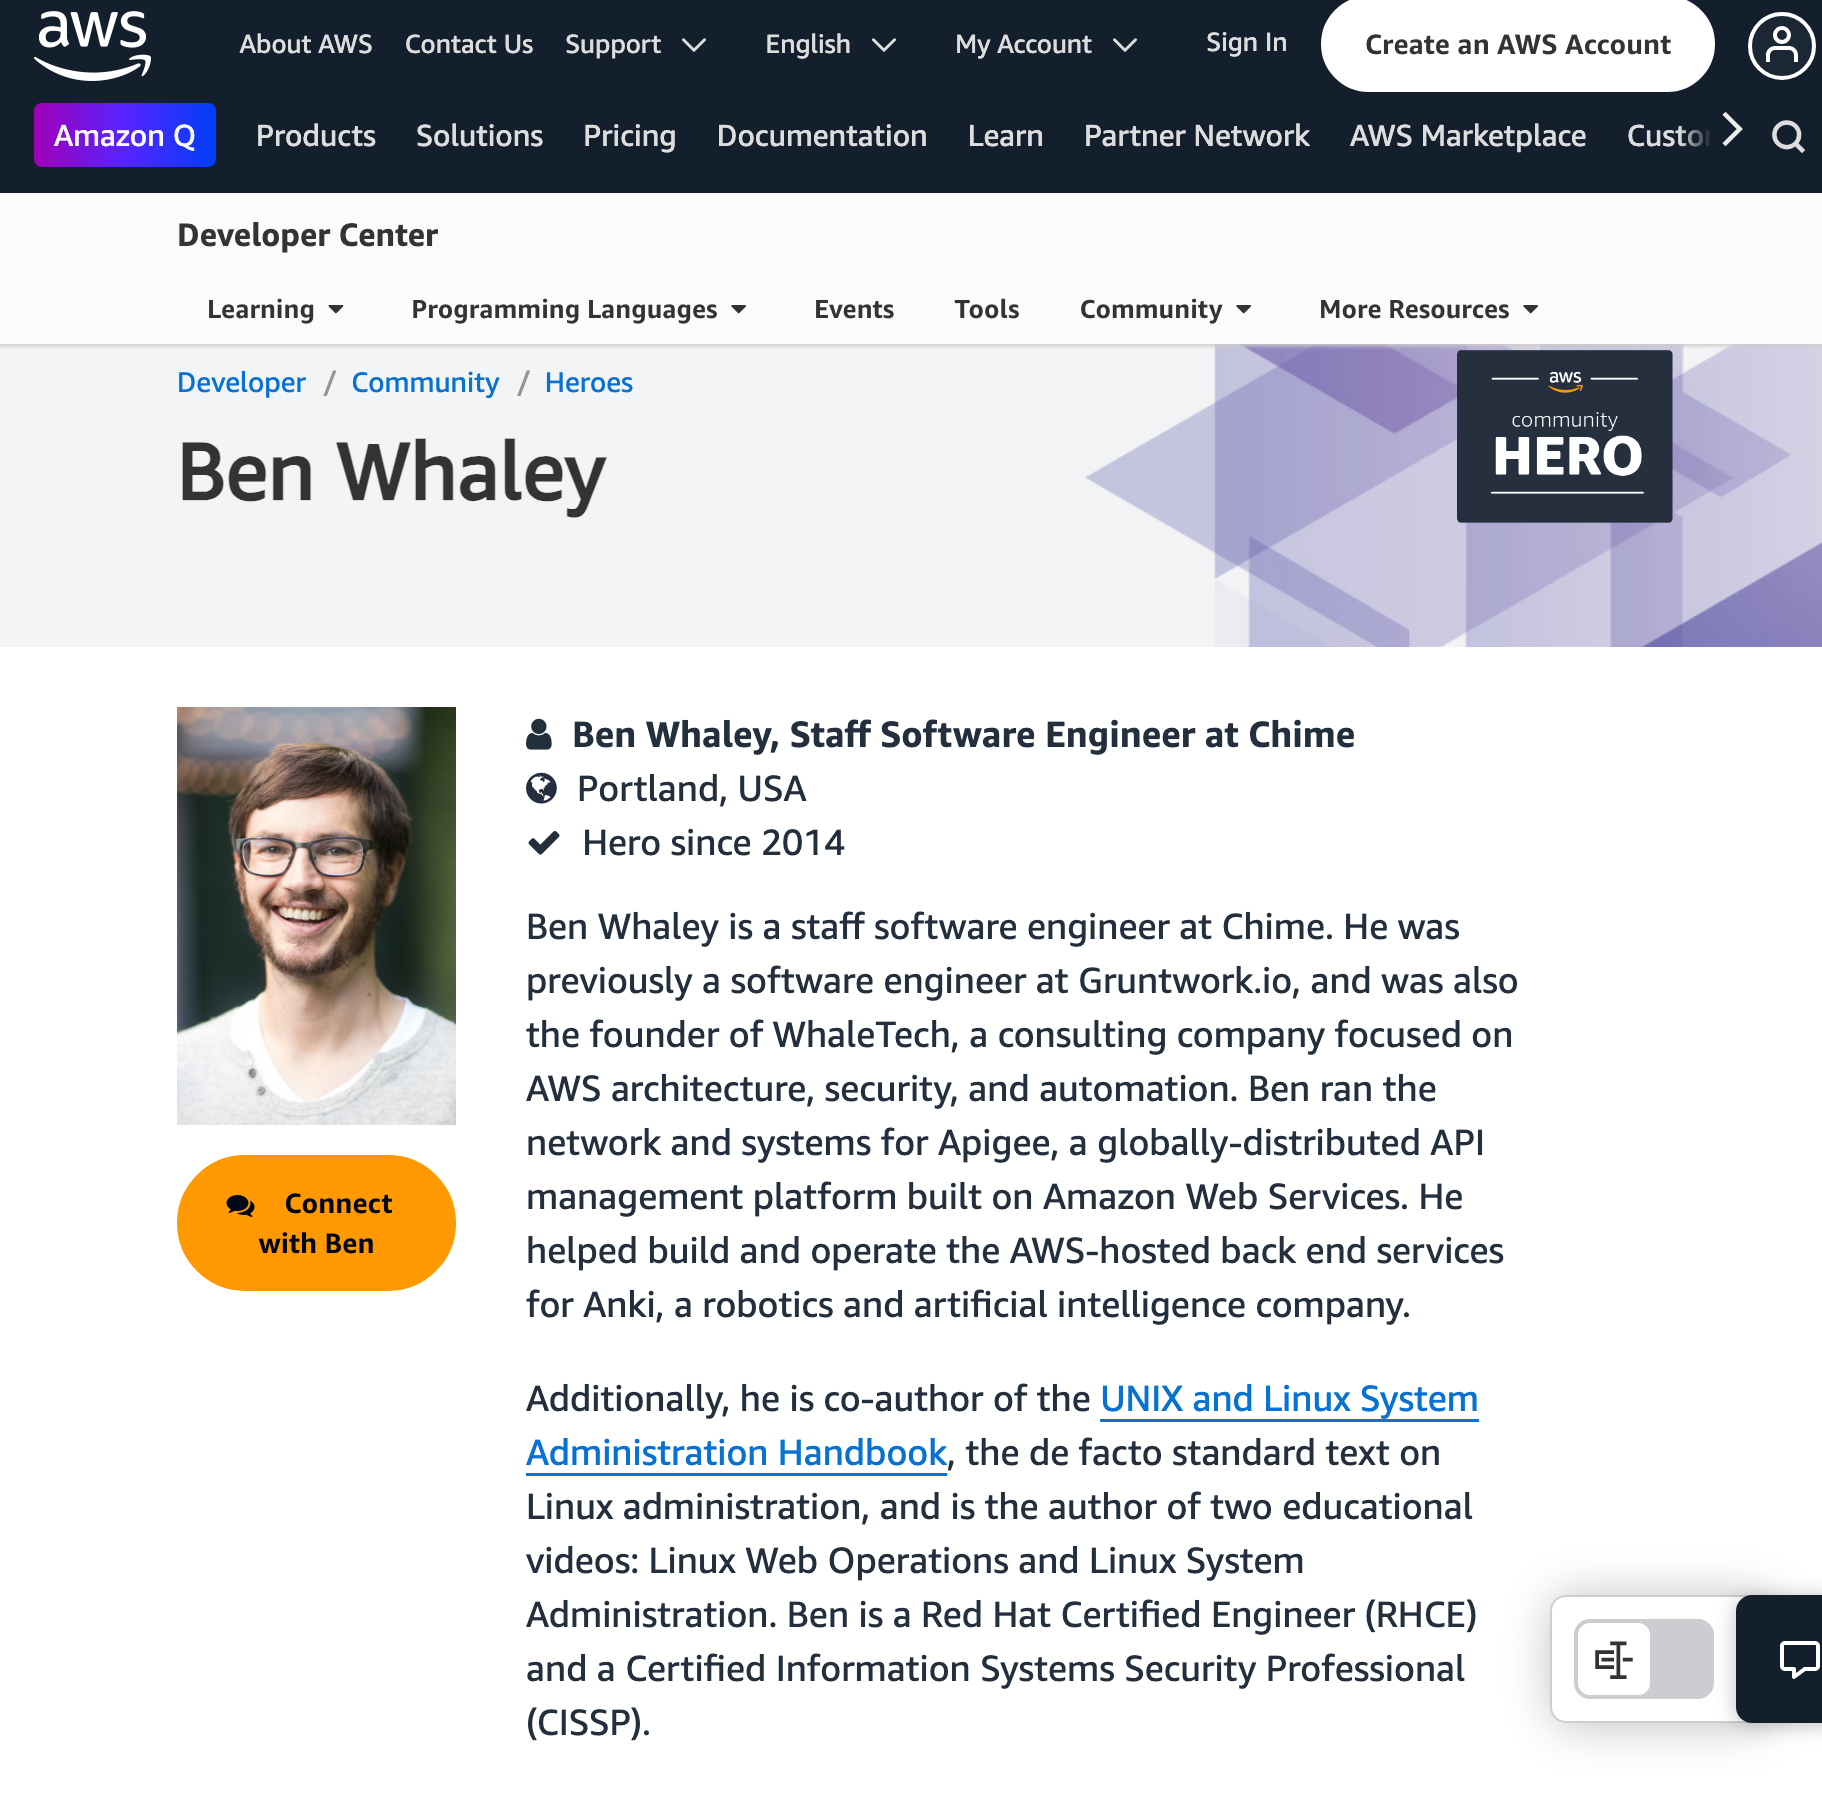 aws
About AWS Contact Us Support English My Account Sign In Create an AWS Account
Amazon Q Products Solutions Pricing Documentation Learn Partner Network AWS Marketplace Custo
Developer Center
Learning Programming Languages Events Tools Community More Resources
Developer / Community / Heroes
Ben Whaley
aws
community
HERO
Ben Whaley, Staff Software Engineer at Chime
Portland, USA
Hero since 2014
Connect
with Ben
Ben Whaley is a staff software engineer at Chime. He was
previously a software engineer at Gruntwork.io, and was also
the founder of WhaleTech, a consulting company focused on
AWS architecture, security, and automation. Ben ran the
network and systems for Apigee, a globally-distributed API
management platform built on Amazon Web Services. He
helped build and operate the AWS-hosted back end services
for Anki, a robotics and artificial intelligence company.
Additionally, he is co-author of the UNIX and Linux System
Administration Handbook, the de facto standard text on
Linux administration, and is the author of two educational
videos: Linux Web Operations and Linux System
Administration. Ben is a Red Hat Certified Engineer (RHCE)
and a Certified Information Systems Security Professional
(CISSP).